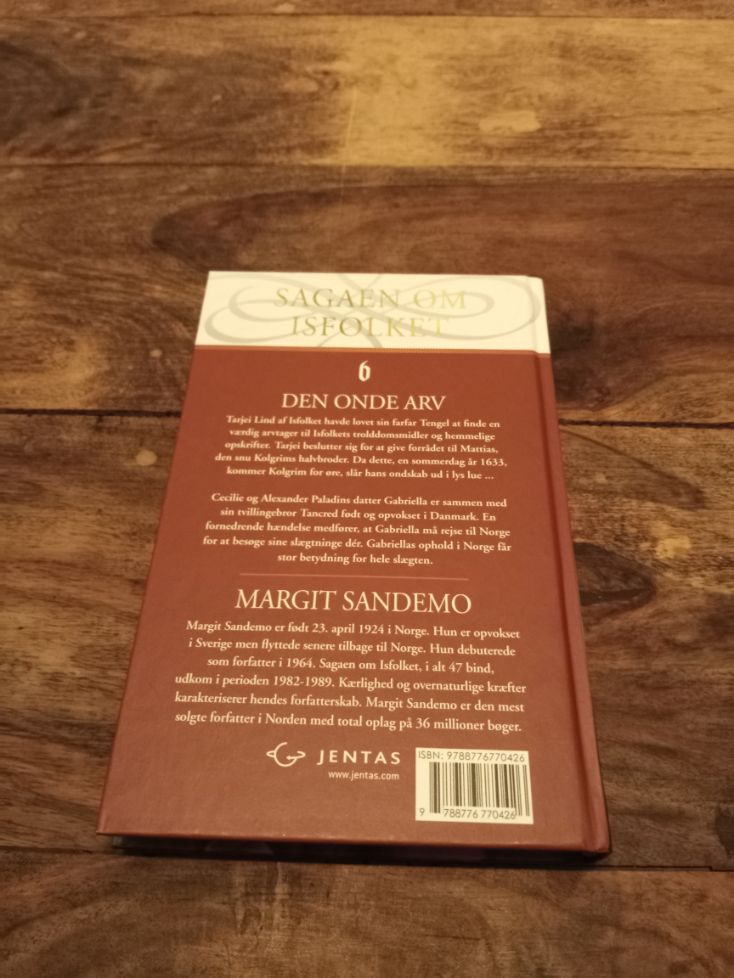 SAGAEN OM
ISFOLKET
6
DEN ONDE ARV
Tarjei Lind af Isfolket havde lovet sin farfar Tengel at finde en
værdig arvtager til Isfolkets trolddomsmidler og hemmelige
opskrifter. Tarjei beslutter sig for at give forrådet til Mattias,
den snu Kolgrims halvbroder. Da dette, en sommerdag år 1633,
kommer Kolgrim for øre, slår hans ondskab ud i lys lue ...
Cecilie og Alexander Paladins datter Gabriella er sammen med
sin tvillingebror Tancred født og opvokset i Danmark. En
fornedrende hændelse medfører, at Gabriella må rejse til Norge
for at besøge sine slægtninge dér. Gabriellas ophold i Norge får
stor betydning for hele slægten.
MARGIT SANDEMO
Margit Sandemo er født 23. april 1924 i Norge. Hun er opvokset
i Sverige men flyttede senere tilbage til Norge. Hun debuterede
som forfatter i 1964. Sagaen om Isfolket, i alt 47 bind,
udkom i perioden 1982-1989. Kærlighed og overnaturlige kræfter
karakteriserer hendes forfatterskab. Margit Sandemo er den mest
solgte forfatter i Norden med total oplag på 36 millioner bøger.
JENTAS
www.jentas.com
ISBN: 9788776770426
9 788776 770426